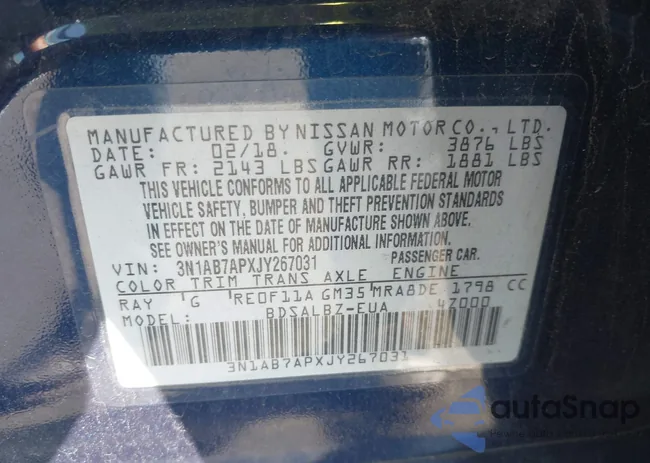 MANUFACTURED BY NISSAN MOTOR CO., LTD.
DATE: 02/18. GVWR: 3876 LBS
GAWR FR: 2143 LBS GAWR RR: 1881 LBS
THIS VEHICLE CONFORMS TO ALL APPLICABLE FEDERAL MOTOR
VEHICLE SAFETY, BUMPER AND THEFT PREVENTION STANDARDS
IN EFFECT ON THE DATE OF MANUFACTURE SHOWN ABOVE.
SEE OWNER'S MANUAL FOR ADDITIONAL INFORMATION.
VIN: 3N1AB7APXJY267031 PASSENGER CAR.
COLOR TRIM TRANS AXLE ENGINE
RAY G RE0F11A GM35 MRA8DE 1798 CC
MODEL: BDSALBZ-EUA 47000
3N1AB7APXJY267031
autoSnap